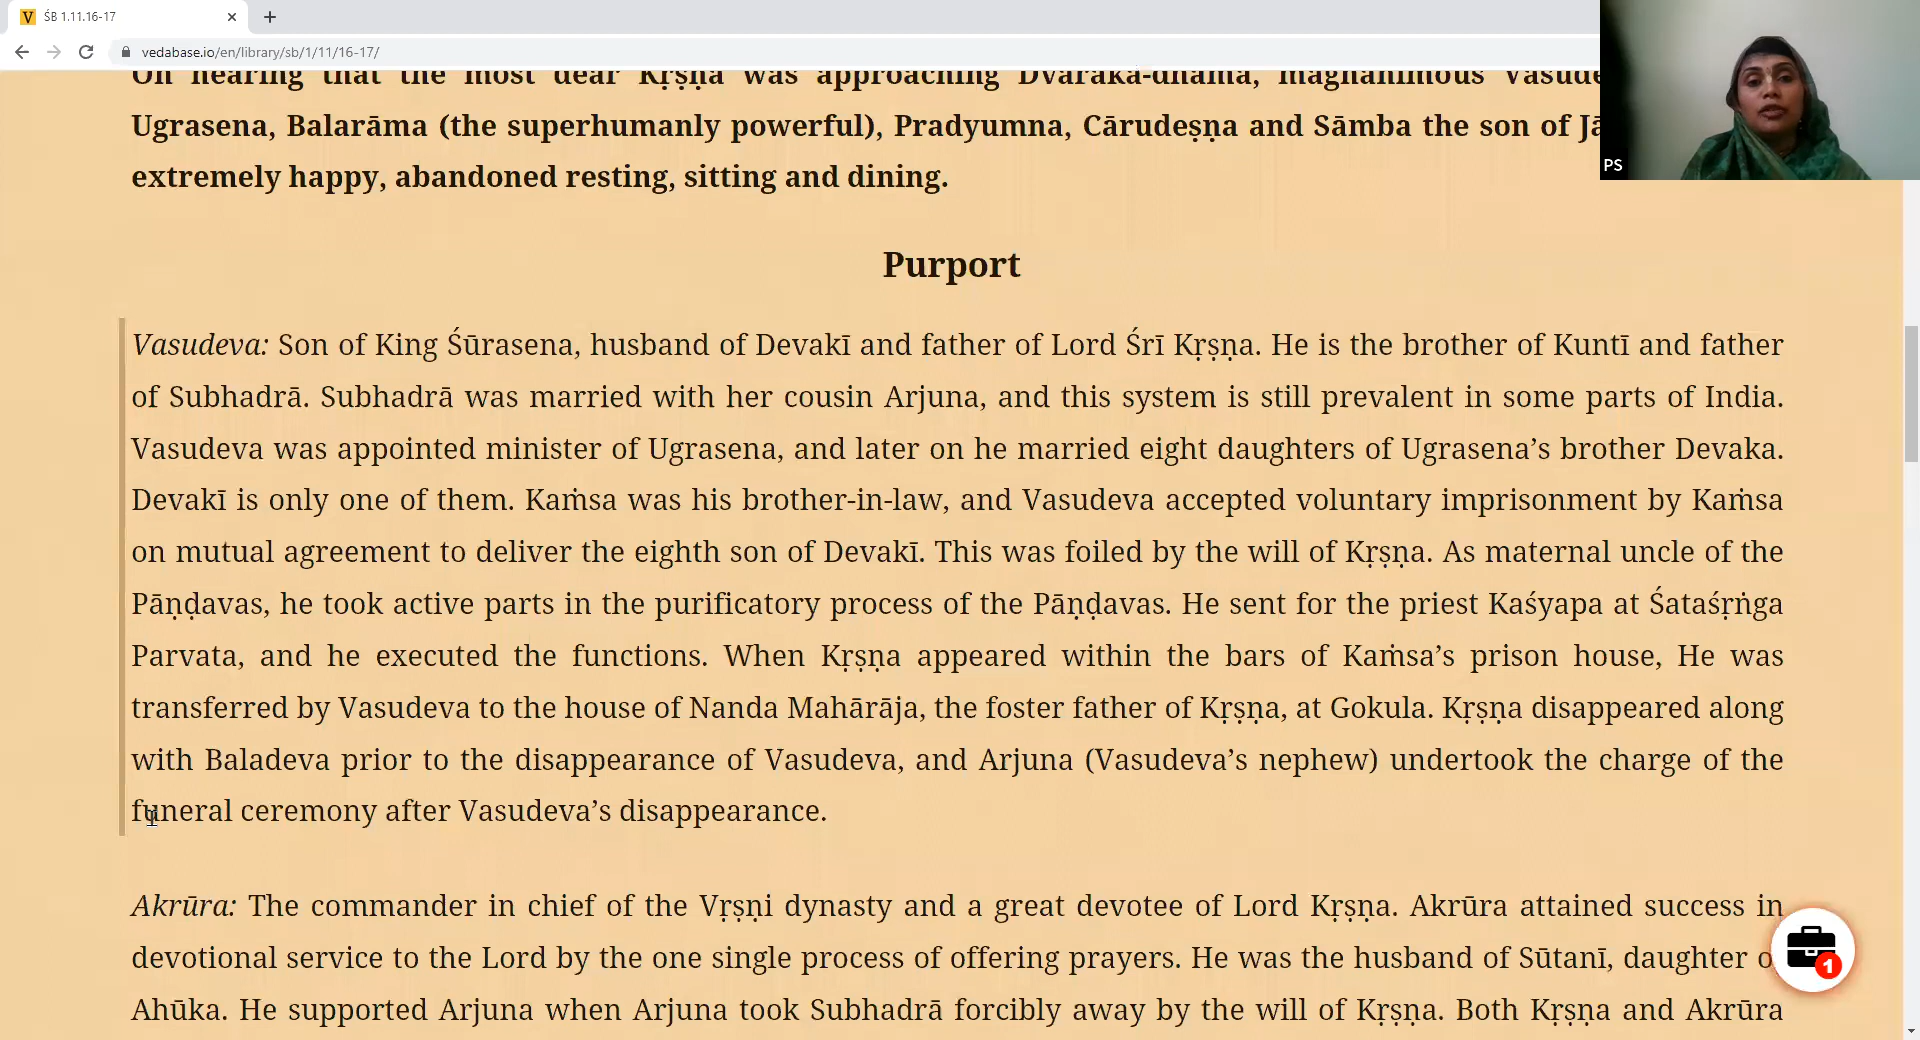 ŚB 1.11.16-17
vedabase.io/en/library/sb/1/11/16-17/
On hearing that the most dear Kṛṣṇa was approaching Dvārakā-dhāma, magnanimous
Ugrasena, Balarāma (the superhumanly powerful), Pradyumna, Cārudeṣṇa and Sāmba the son of
extremely happy, abandoned resting, sitting and dining.
PS
Purport
Vasudeva: Son of King Śūrasena, husband of Devakī and father of Lord Śrī Kṛṣṇa. He is the brother of Kuntī and father
of Subhadrā. Subhadrā was married with her cousin Arjuna, and this system is still prevalent in some parts of India.
Vasudeva was appointed minister of Ugrasena, and later on he married eight daughters of Ugrasena’s brother Devaka.
Devakī is only one of them. Kaṁsa was his brother-in-law, and Vasudeva accepted voluntary imprisonment by Kaṁsa
on mutual agreement to deliver the eighth son of Devakī. This was foiled by the will of Kṛṣṇa. As maternal uncle of the
Pāṇḍavas, he took active parts in the purificatory process of the Pāṇḍavas. He sent for the priest Kaśyapa at Śataśṛṅga
Parvata, and he executed the functions. When Kṛṣṇa appeared within the bars of Kaṁsa’s prison house, He was
transferred by Vasudeva to the house of Nanda Mahārāja, the foster father of Kṛṣṇa, at Gokula. Kṛṣṇa disappeared along
with Baladeva prior to the disappearance of Vasudeva, and Arjuna (Vasudeva’s nephew) undertook the charge of the
funeral ceremony after Vasudeva’s disappearance.
Akrūra: The commander in chief of the Vṛṣṇi dynasty and a great devotee of Lord Kṛṣṇa. Akrūra attained success in
devotional service to the Lord by the one single process of offering prayers. He was the husband of Sūtanī, daughter
Ahūka. He supported Arjuna when Arjuna took Subhadrā forcibly away by the will of Kṛṣṇa. Both Kṛṣṇa and Akrūra
1